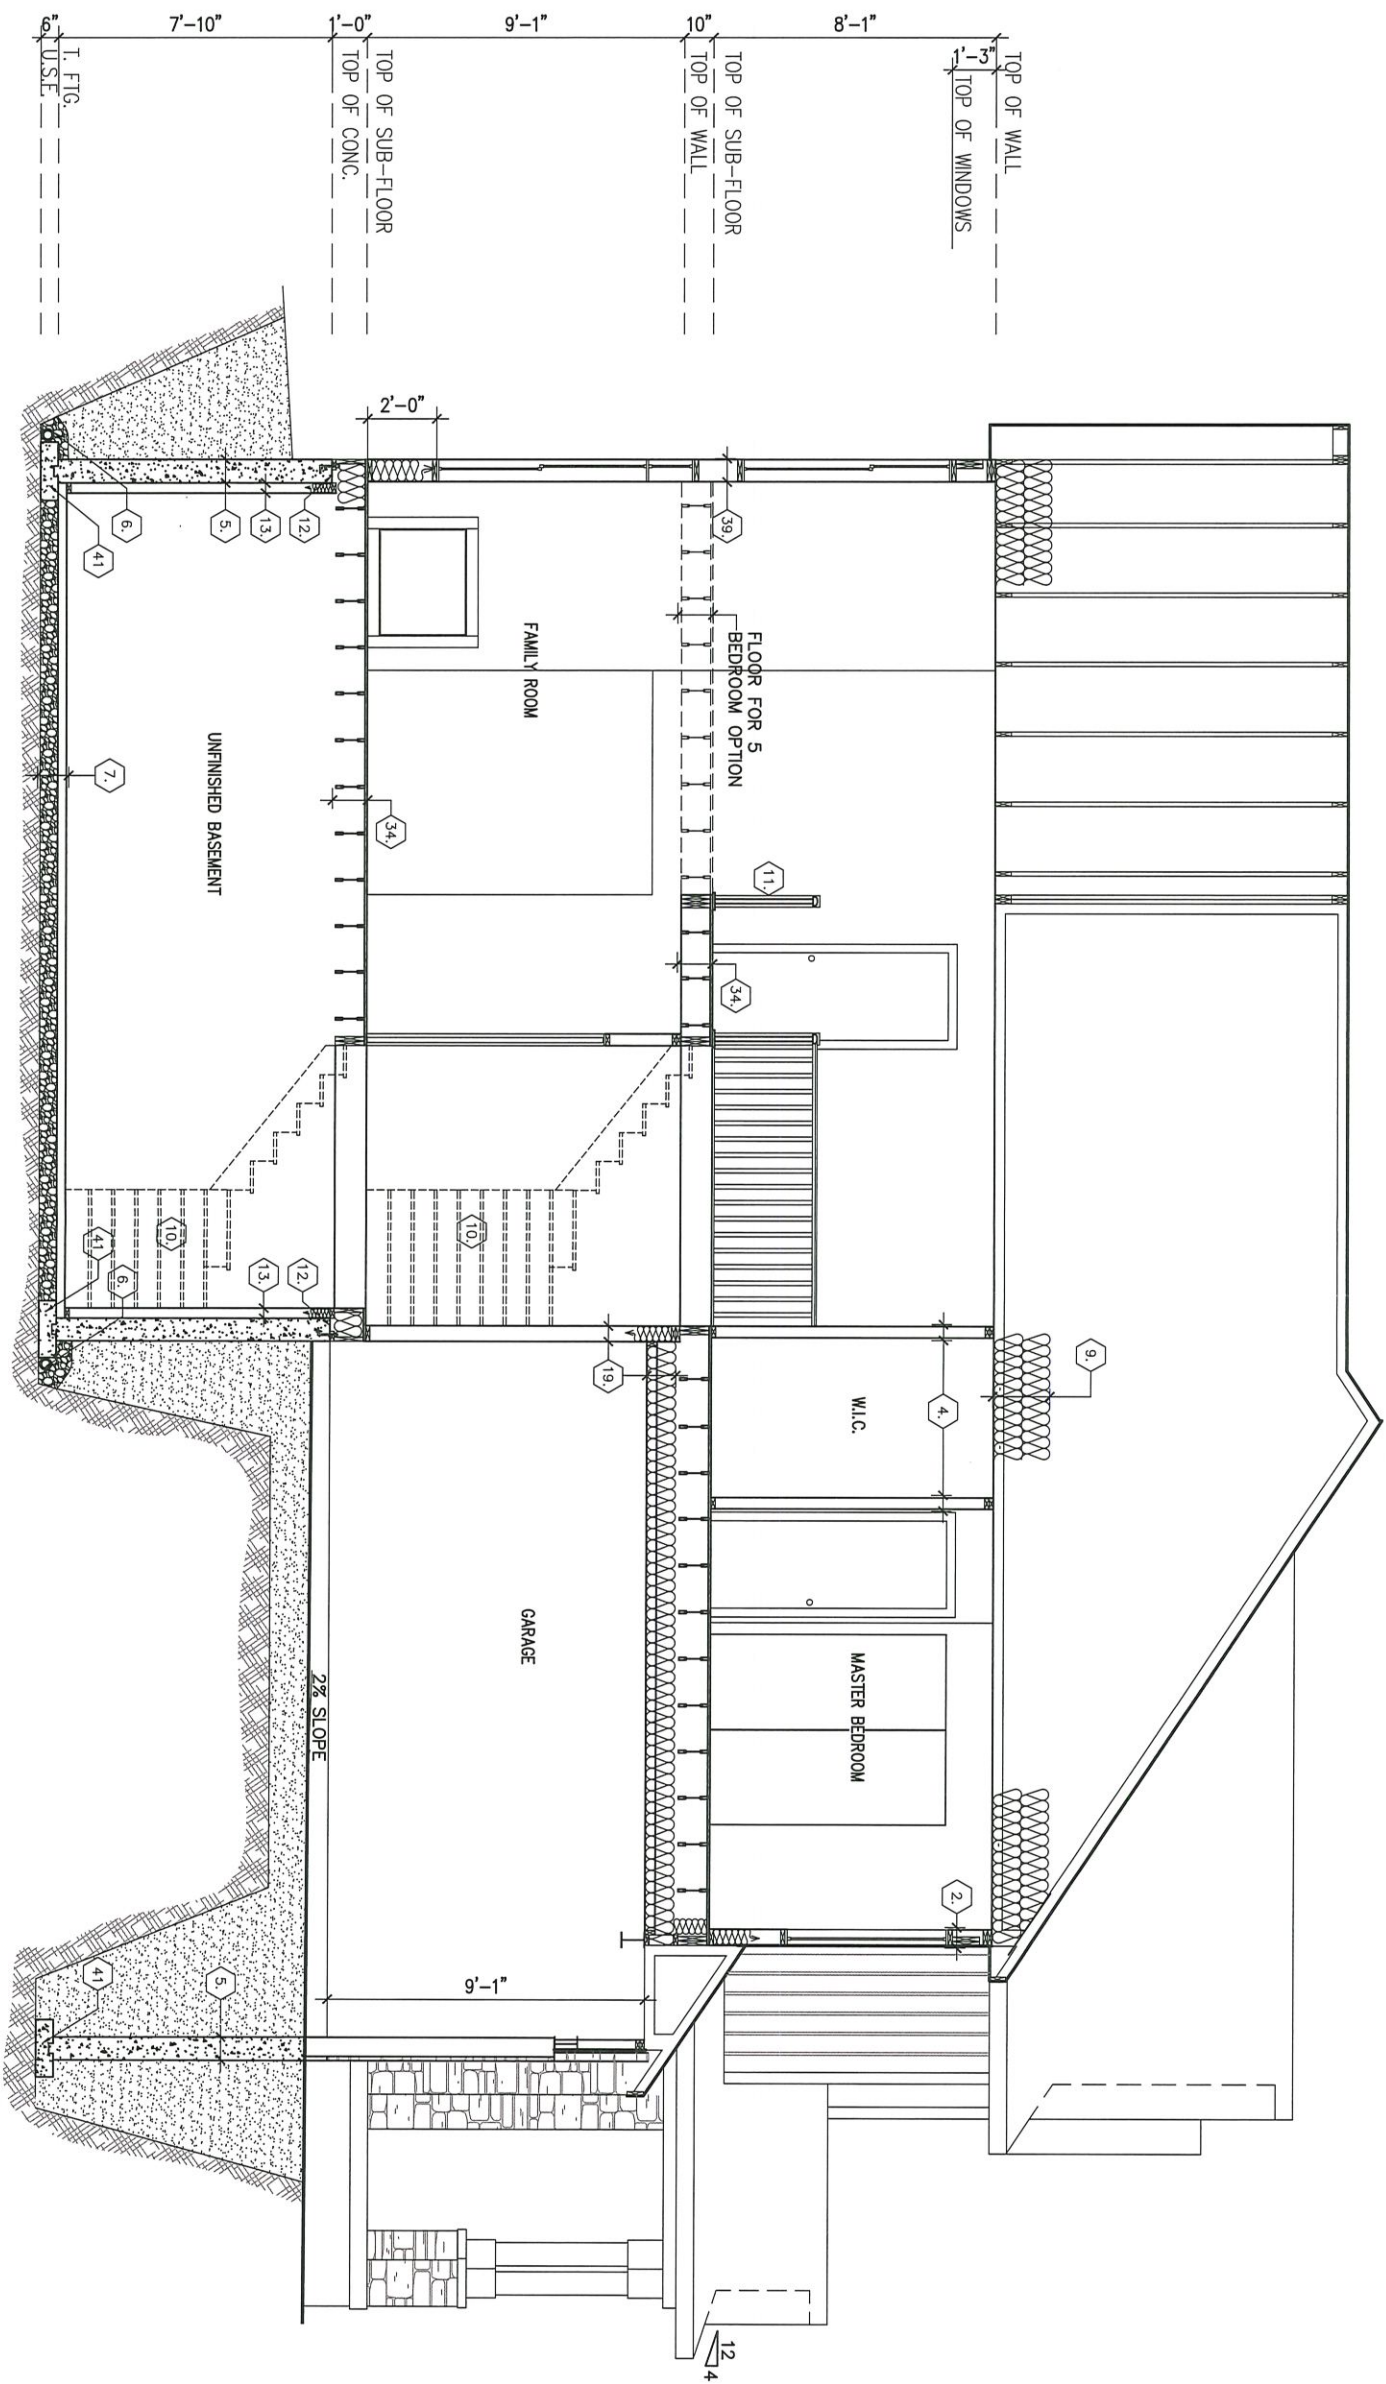 TOP OF WALL
TOP OF WINDOWS
1'-3"
8'-1"
TOP OF SUB-FLOOR
10"
TOP OF WALL
9'-1"
TOP OF SUB-FLOOR
1'-0"
TOP OF CONC.
7'-10"
T. FTG.
6"
U.S.F.
9.
4.
W.I.C.
MASTER BEDROOM
2.
11.
FLOOR FOR 5
BEDROOM OPTION
34.
39.
2'-0"
FAMILY ROOM
10.
19.
GARAGE
9'-1"
12
4
34.
12.
13.
5.
6.
41
UNFINISHED BASEMENT
7.
10.
12.
13.
6.
41
2% SLOPE
5.
41